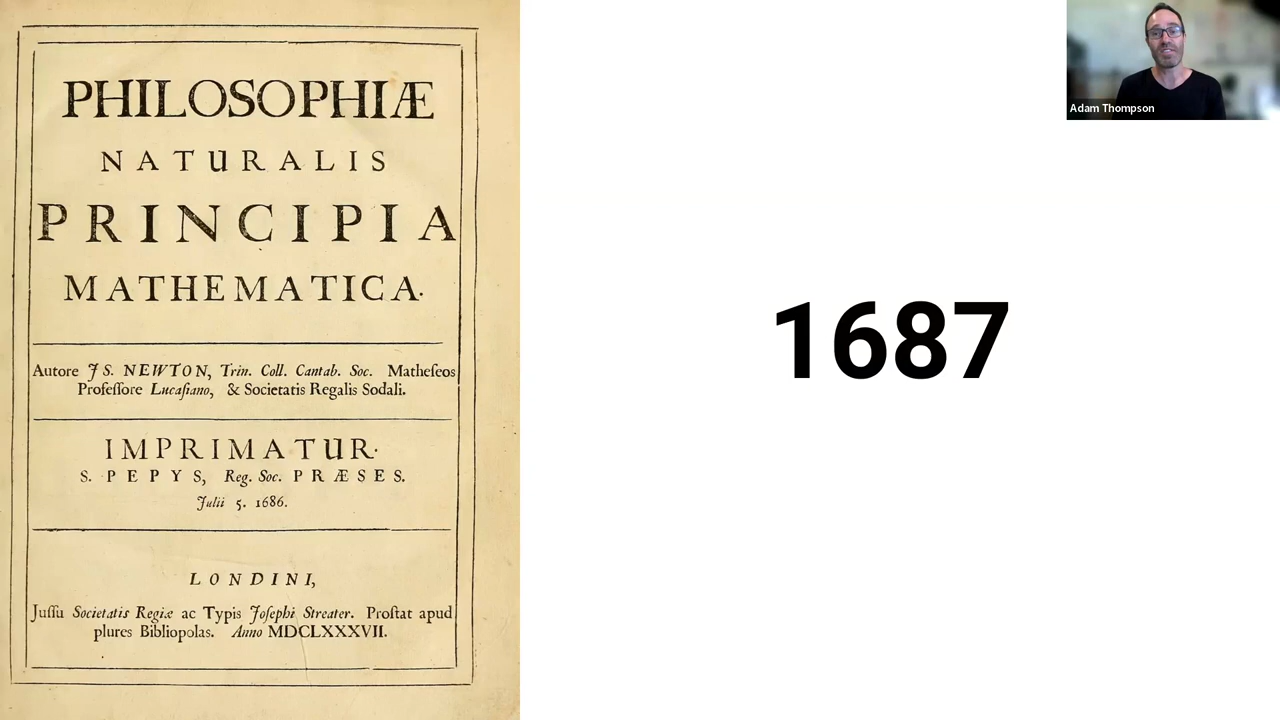 PHILOSOPHIÆ
NATURALIS
PRINCIPIA
MATHEMATICA.
Autore JS. NEWTON, Trin. Coll. Cantab. Soc. Matheſeos
Profeſſore Lucaſiano, & Societatis Regalis Sodali.
IMPRIMATUR.
S. PEPYS, Reg. Soc. PRÆSES.
Julii 5. 1686.
LONDINI,
Juſſu Societatis Regiæ ac Typis Joſephi Streater. Proſtat apud
plures Bibliopolas. Anno MDCLXXXVII.
1687
Adam Thompson